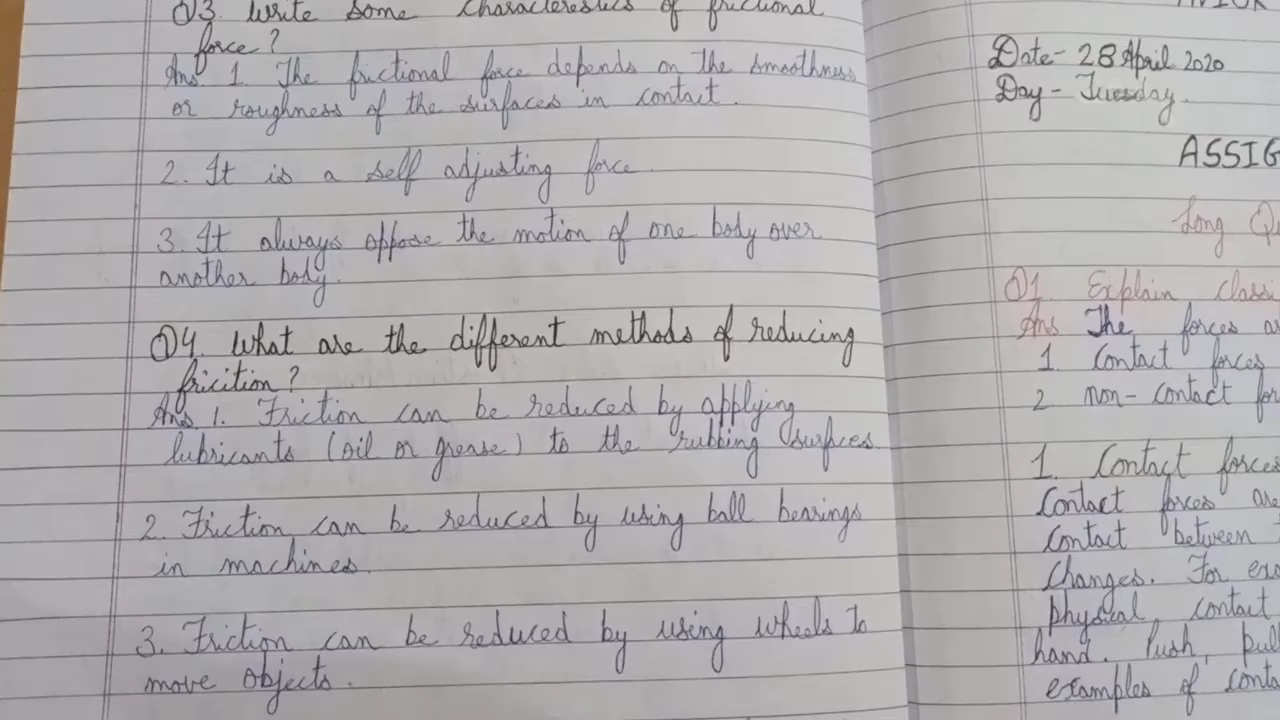 Q3. Write some characteristics of frictional
force ?
Ans 1. The frictional force depends on the smoothness
or roughness of the surfaces in contact.
2. It is a self adjusting force
3. It always oppose the motion of one body over
another body.
Q4. What are the different methods of reducing
fricition ?
Ans 1. Friction can be reduced by applying
lubricants (oil or grease) to the rubbing surfaces
2. Friction can be reduced by using ball bearings
in machines.
3. Friction can be reduced by using wheels to
move objects.
Date - 28 April 2020
Day - Tuesday.
ASSIG
Long Q
Q1. Explain classi
Ans The forces a
1. Contact forces
2 non-contact for
1. Contact forces
Contact forces are
Contact between
Changes. For exa
physical contact
hand. Push, pull
examples of conta